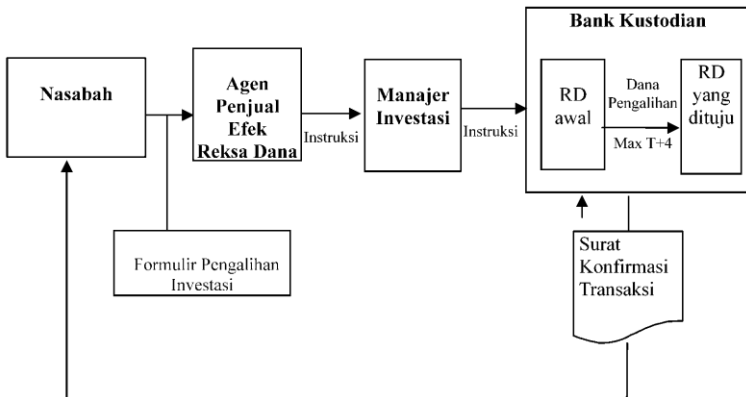 Bank Kustodian
Nasabah
Agen
Penjual
Efek
Reksa Dana
Instruksi
Manajer
Investasi
Instruksi
RD
awal
Dana
Pengalihan
Max T+4
RD
yang
dituju
Formulir Pengalihan
Investasi
Surat
Konfirmasi
Transaksi